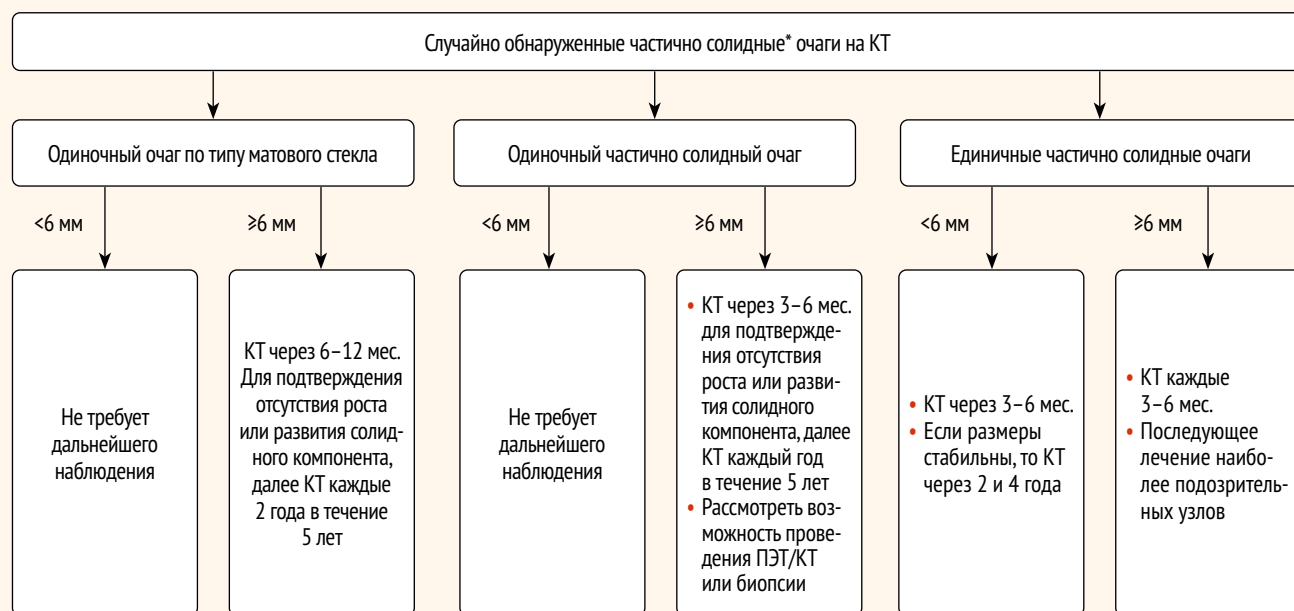 Случайно обнаруженные частично солидные* очаги на КТ
Одиночный очаг по типу матового стекла
Одиночный частично солидный очаг
Единичные частично солидные очаги
<6 мм
⩾6 мм
<6 мм
⩾6 мм
<6 мм
⩾6 мм
Не требует
дальнейшего
наблюдения
КТ через 6–12 мес.
Для подтверждения
отсутствия роста
или развития солид-
ного компонента,
далее КТ каждые
2 года в течение
5 лет
Не требует
дальнейшего
наблюдения
• КТ через 3–6 мес.
для подтвержде-
ния отсутствия
роста или разви-
тия солидного
компонента, далее
КТ каждый год
в течение 5 лет
• Рассмотреть воз-
можность прове-
дения ПЭТ/КТ
или биопсии
• КТ через 3–6 мес.
• Если размеры
стабильны, то КТ
через 2 и 4 года
• КТ каждые
3–6 мес.
• Последующее
лечение наибо-
лее подозритель-
ных узлов